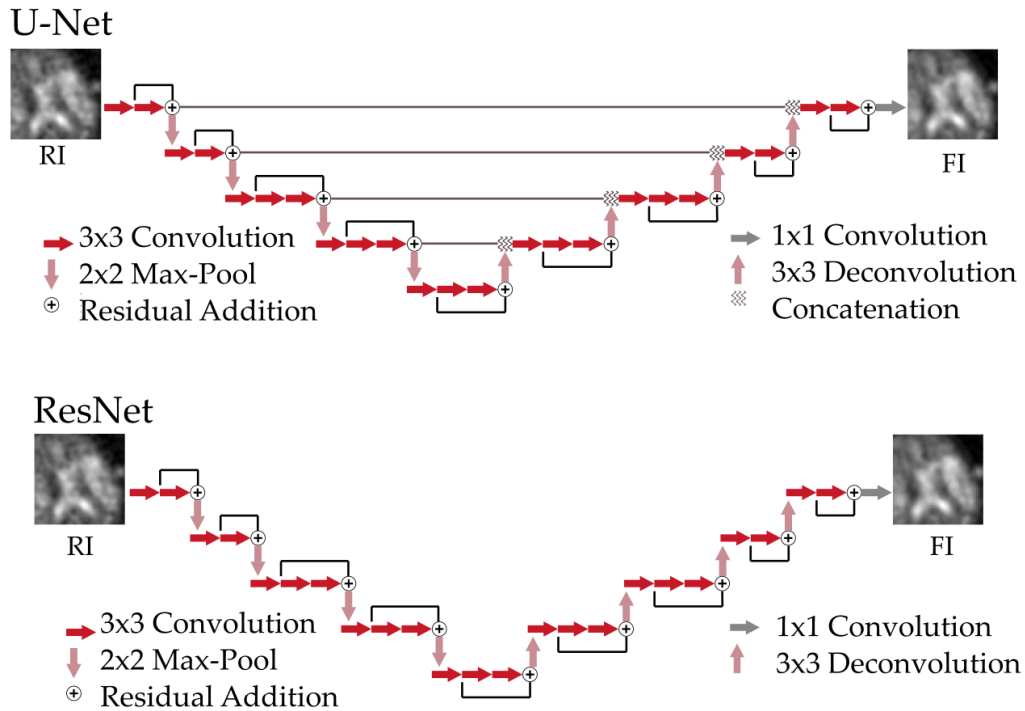 U-Net
RI
FI
3x3 Convolution
2x2 Max-Pool
Residual Addition
1x1 Convolution
3x3 Deconvolution
Concatenation
ResNet
RI
FI
3x3 Convolution
2x2 Max-Pool
Residual Addition
1x1 Convolution
3x3 Deconvolution